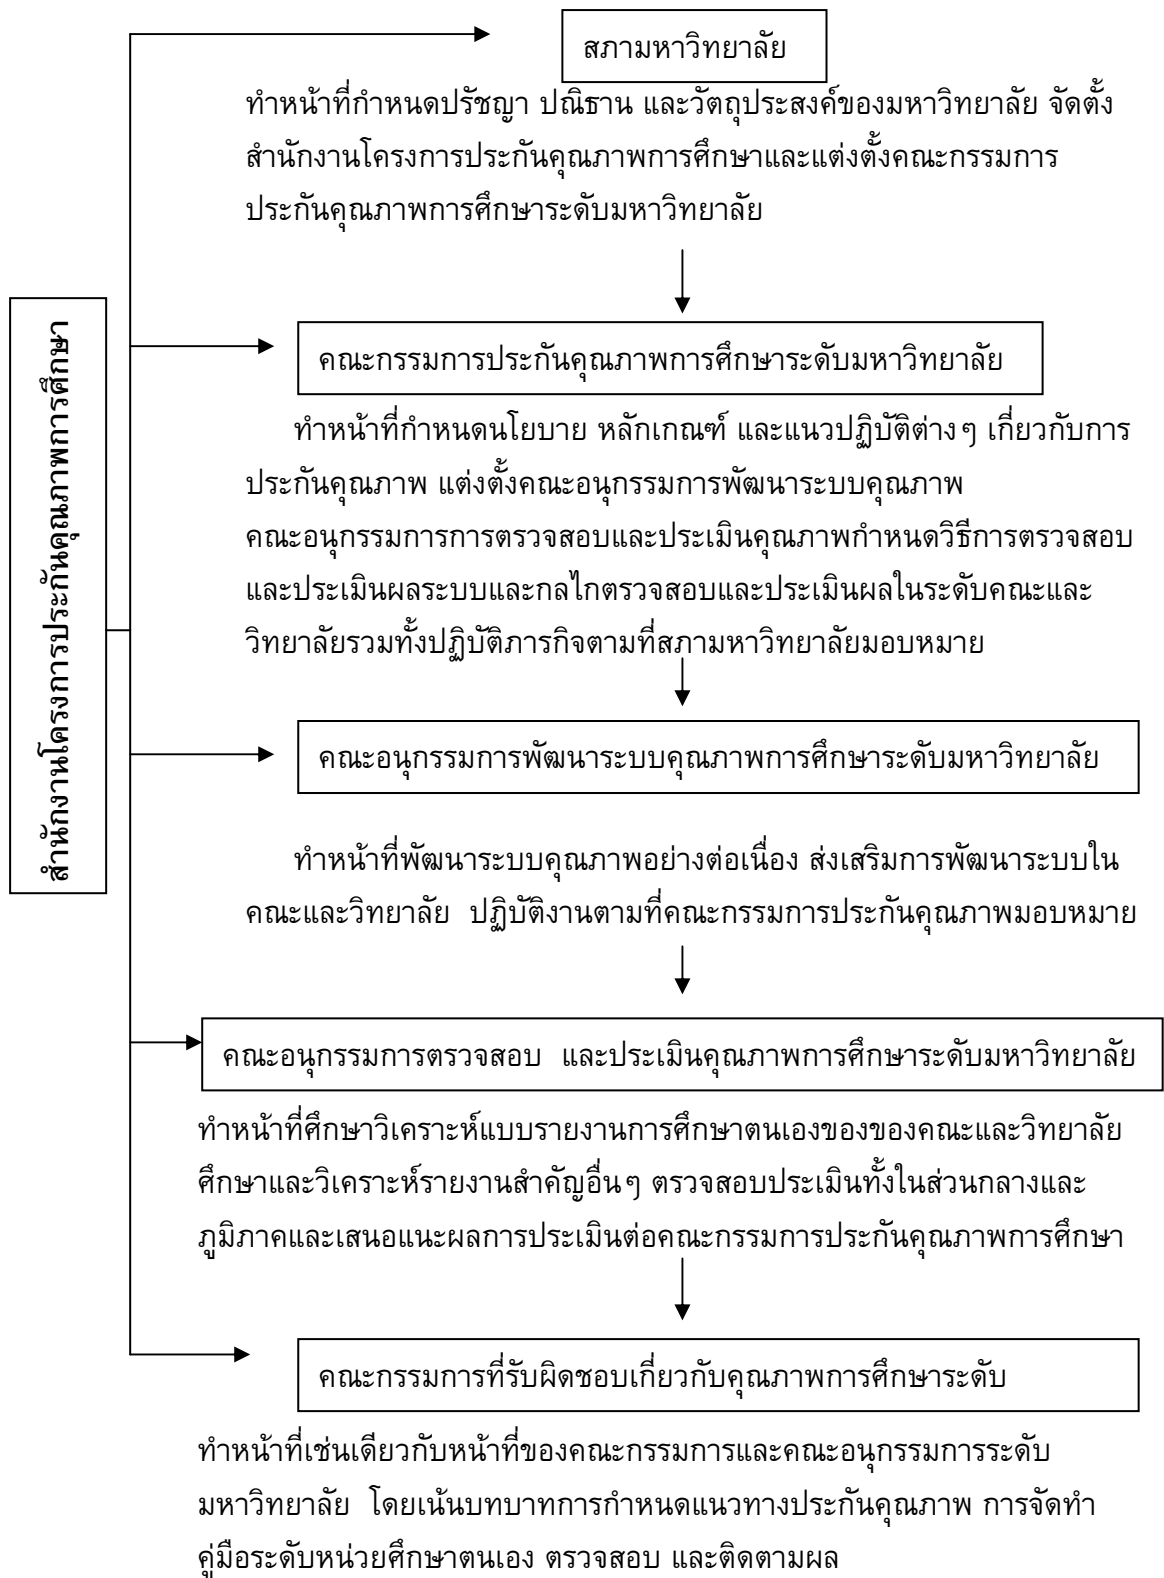 สภามหาวิทยาลัย
ทำหน้าที่กำหนดปรัชญา ปณิธาน และวัตถุประสงค์ของมหาวิทยาลัย จัดตั้ง
สำนักงานโครงการประกันคุณภาพการศึกษาและแต่งตั้งคณะกรรมการ
ประกันคุณภาพการศึกษาระดับมหาวิทยาลัย
สำนักงานโครงการประกันคุณภาพการศึกษา
คณะกรรมการประกันคุณภาพการศึกษาระดับมหาวิทยาลัย
ทำหน้าที่กำหนดนโยบาย หลักเกณฑ์ และแนวปฏิบัติต่างๆ เกี่ยวกับการ
ประกันคุณภาพ แต่งตั้งคณะอนุกรรมการพัฒนาระบบคุณภาพ
คณะอนุกรรมการการตรวจสอบและประเมินคุณภาพกำหนดวิธีการตรวจสอบ
และประเมินผลระบบและกลไกตรวจสอบและประเมินผลในระดับคณะและ
วิทยาลัยรวมทั้งปฏิบัติภารกิจตามที่สภามหาวิทยาลัยมอบหมาย
คณะอนุกรรมการพัฒนาระบบคุณภาพการศึกษาระดับมหาวิทยาลัย
ทำหน้าที่พัฒนาระบบคุณภาพอย่างต่อเนื่อง ส่งเสริมการพัฒนาระบบใน
คณะและวิทยาลัย ปฏิบัติงานตามที่คณะกรรมการประกันคุณภาพมอบหมาย
คณะอนุกรรมการตรวจสอบ และประเมินคุณภาพการศึกษาระดับมหาวิทยาลัย
ทำหน้าที่ศึกษาวิเคราะห์แบบรายงานการศึกษาตนเองของของคณะและวิทยาลัย
ศึกษาและวิเคราะห์รายงานสำคัญอื่นๆ ตรวจสอบประเมินทั้งในส่วนกลางและ
ภูมิภาคและเสนอแนะผลการประเมินต่อคณะกรรมการประกันคุณภาพการศึกษา
คณะกรรมการที่รับผิดชอบเกี่ยวกับคุณภาพการศึกษาระดับ
ทำหน้าที่เช่นเดียวกับหน้าที่ของคณะกรรมการและคณะอนุกรรมการระดับ
มหาวิทยาลัย โดยเน้นบทบาทการกำหนดแนวทางประกันคุณภาพ การจัดทำ
คู่มือระดับหน่วยศึกษาตนเอง ตรวจสอบ และติดตามผล